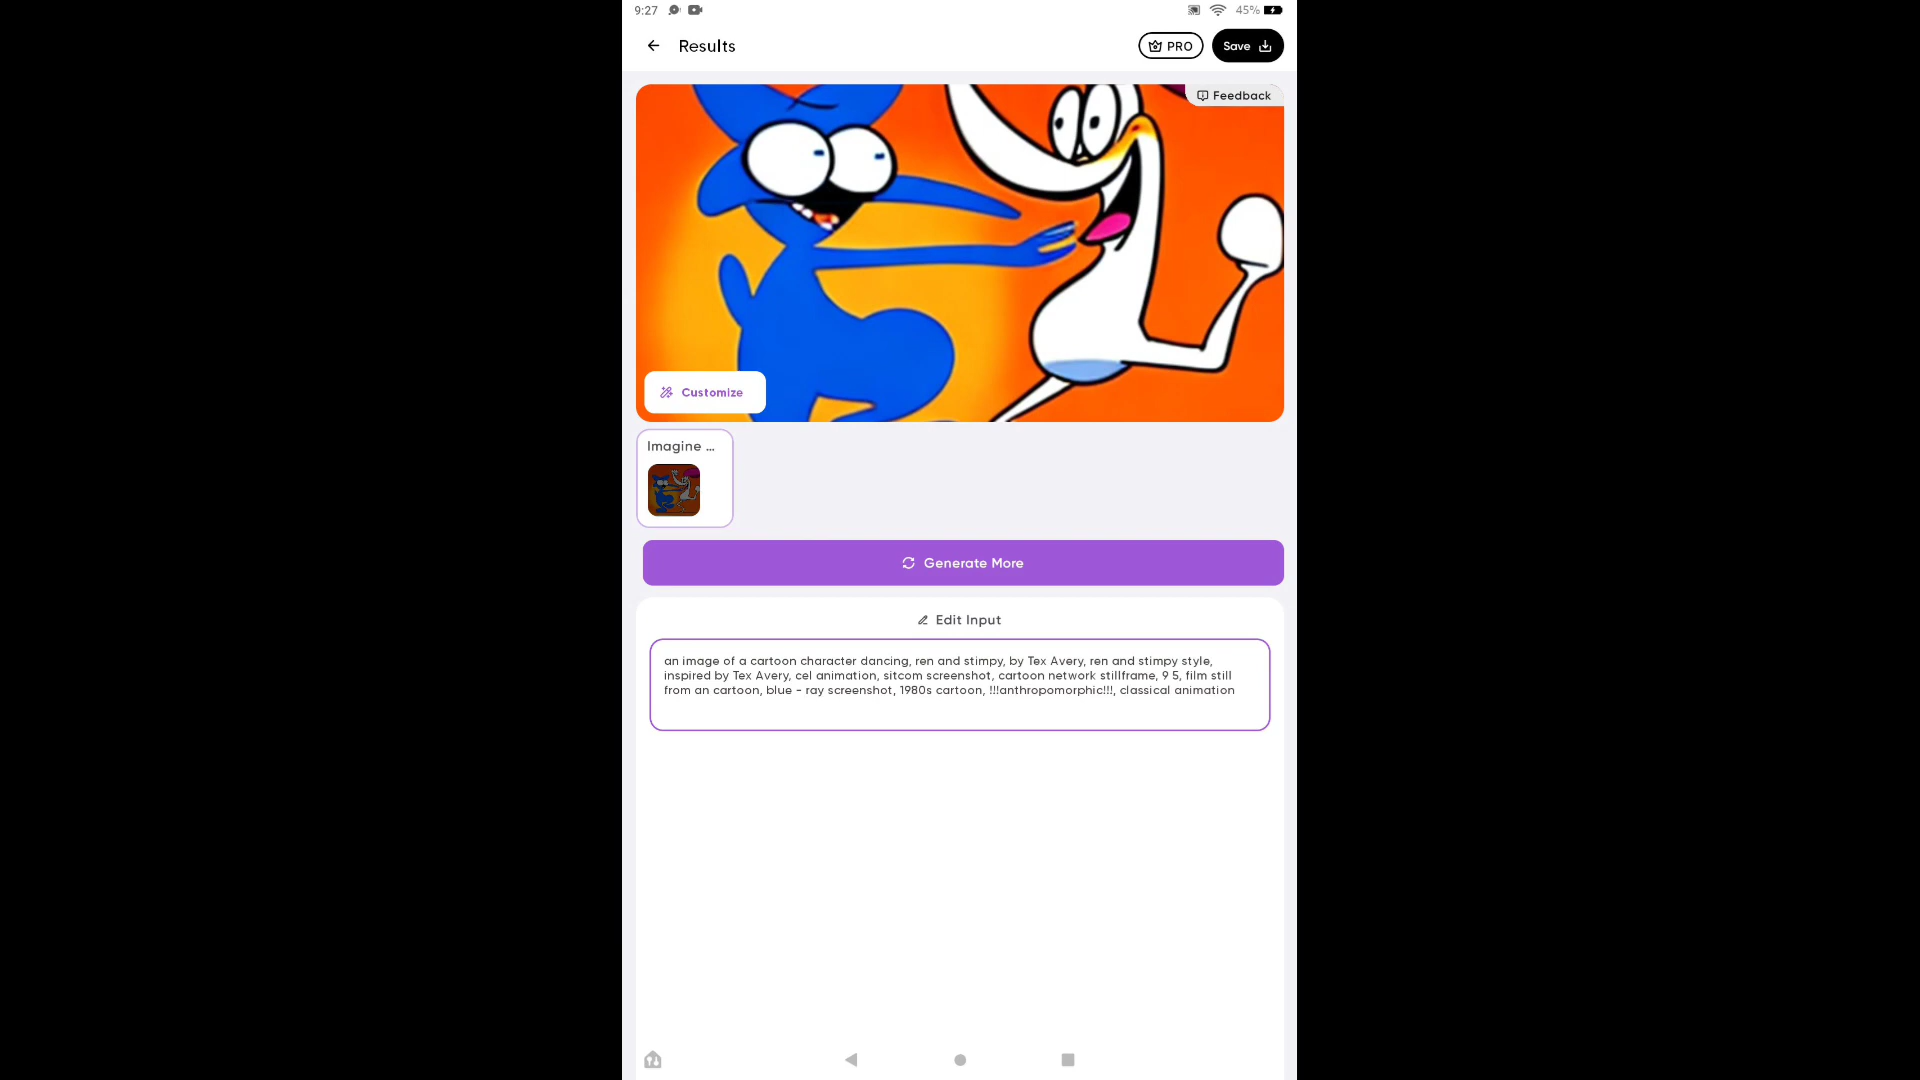 9:27
45%
Results
PRO
Save
Feedback
Customize
Imagine ...
Generate More
Edit Input
an image of a cartoon character dancing, ren and stimpy, by Tex Avery, ren and stimpy style,
inspired by Tex Avery, cel animation, sitcom screenshot, cartoon network stillframe, 9 5, film still
from an cartoon, blue - ray screenshot, 1980s cartoon, !!!anthropomorphic!!!, classical animation